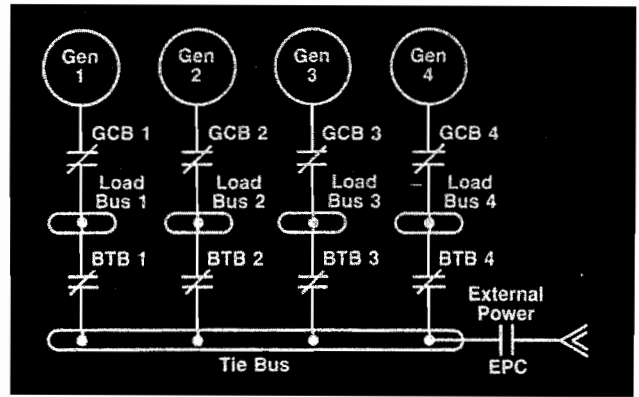 Gen 1
Gen 2
Gen 3
Gen 4
GCB 1
GCB 2
GCB 3
GCB 4
Load Bus 1
Load Bus 2
Load Bus 3
Load Bus 4
BTB 1
BTB 2
BTB 3
BTB 4
External Power
EPC
Tie Bus